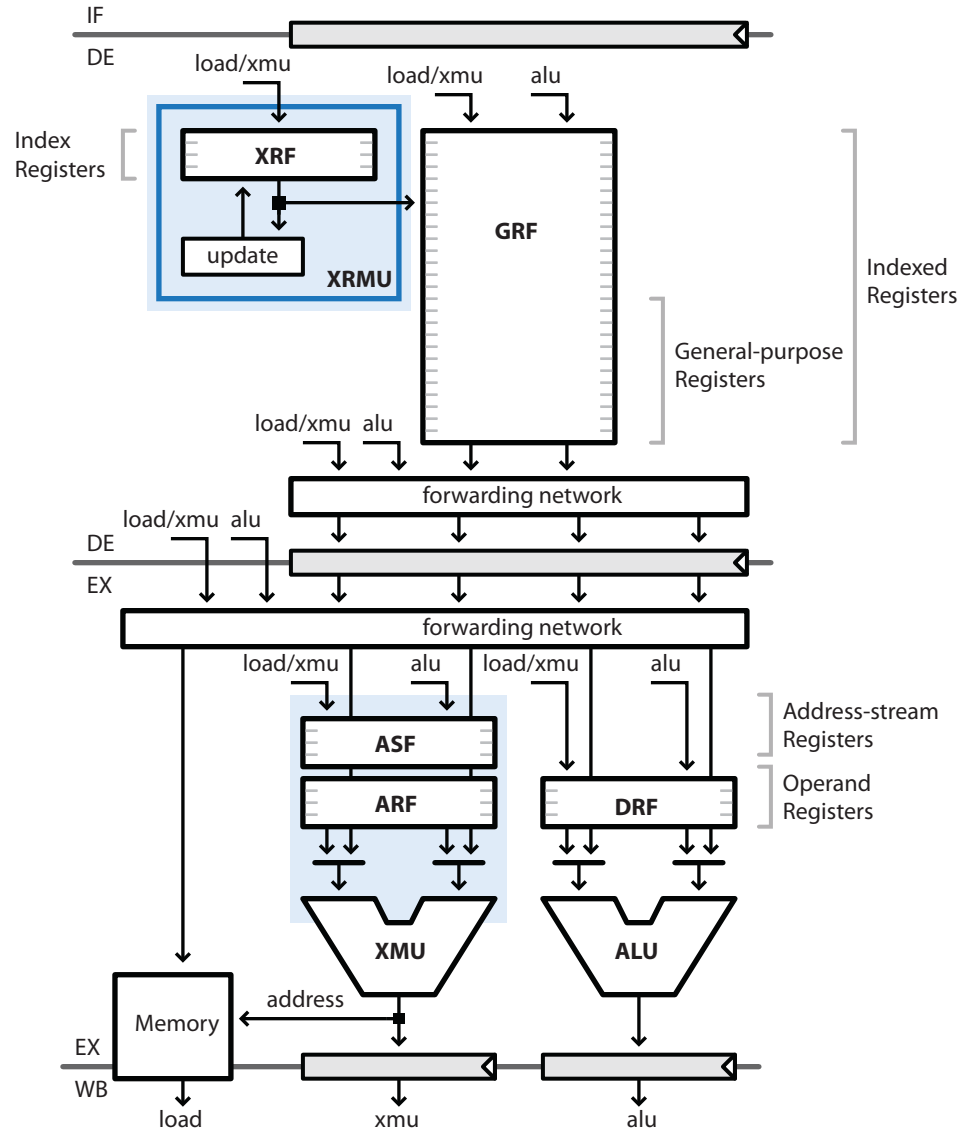 IF
DE
load/xmu
load/xmu
alu
Index
Registers
XRF
GRF
update
XRMU
Indexed
Registers
General-purpose
Registers
load/xmu
alu
forwarding network
load/xmu
alu
DE
EX
forwarding network
load/xmu
alu
load/xmu
alu
Address-stream
Registers
ASF
Operand
Registers
ARF
DRF
XMU
ALU
address
Memory
EX
WB
load
xmu
alu